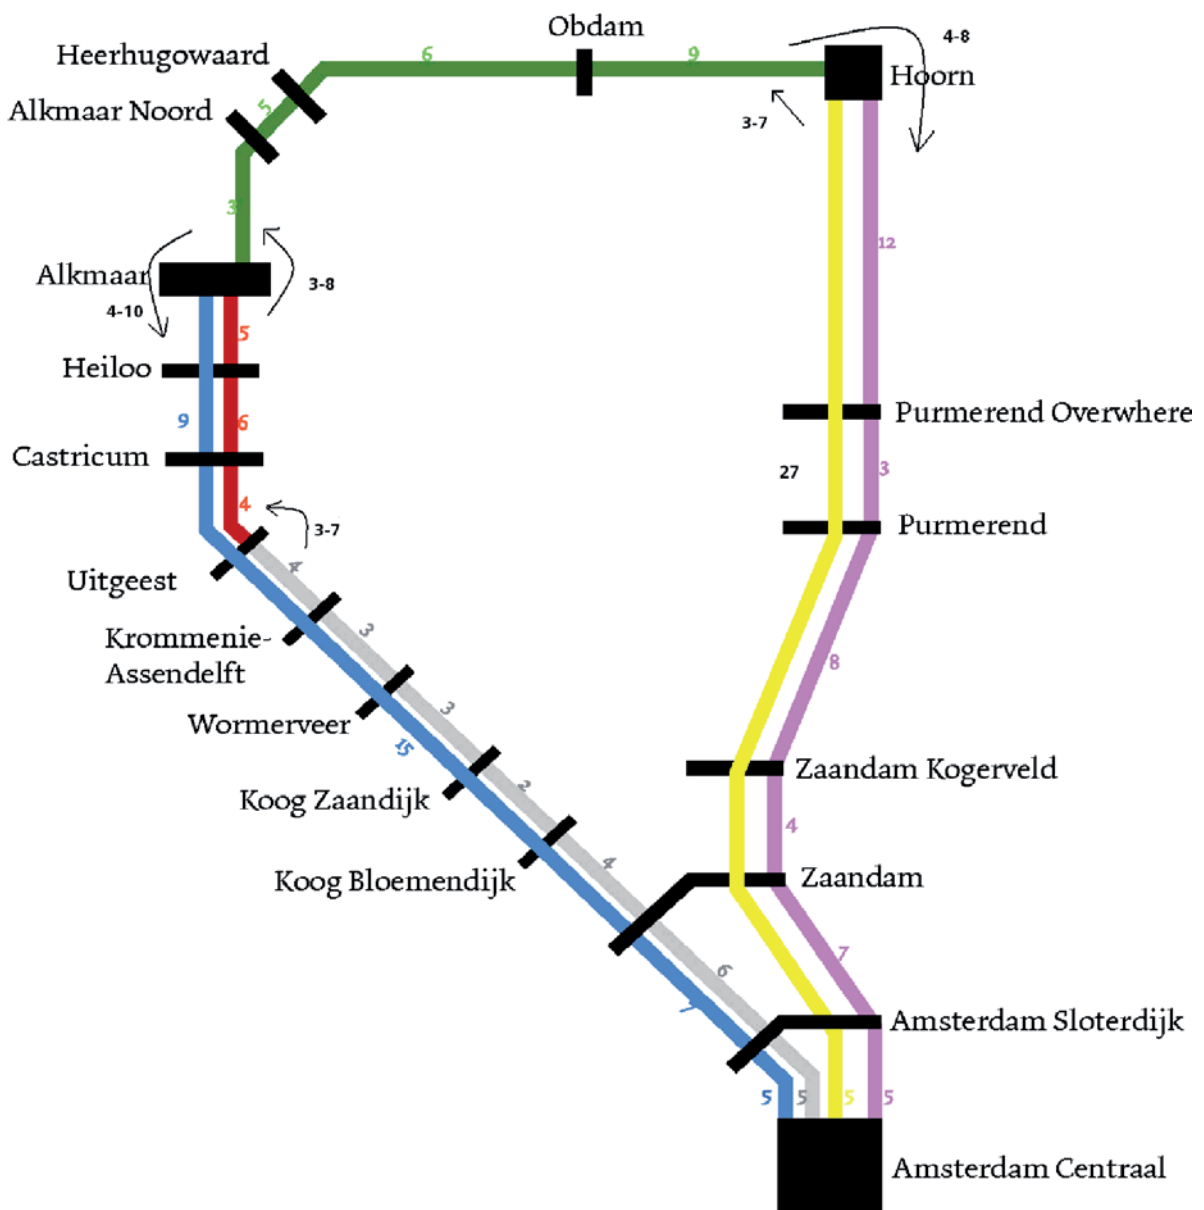 Obdam
Heerhugowaard
6
9
4-8
Hoorn
Alkmaar Noord
5
3-7
3
12
Alkmaar
3-8
4-10
5
Heiloo
9
6
Purmerend Overwhere
Castricum
27
3
4
3-7
Purmerend
Uitgeest
4
Krommenie-
Assendelft
3
8
Wormerveer
3
15
Zaandam Kogerveld
Koog Zaandijk
2
4
Koog Bloemendijk
4
Zaandam
7
6
7
Amsterdam Sloterdijk
5
5
5
5
Amsterdam Centraal